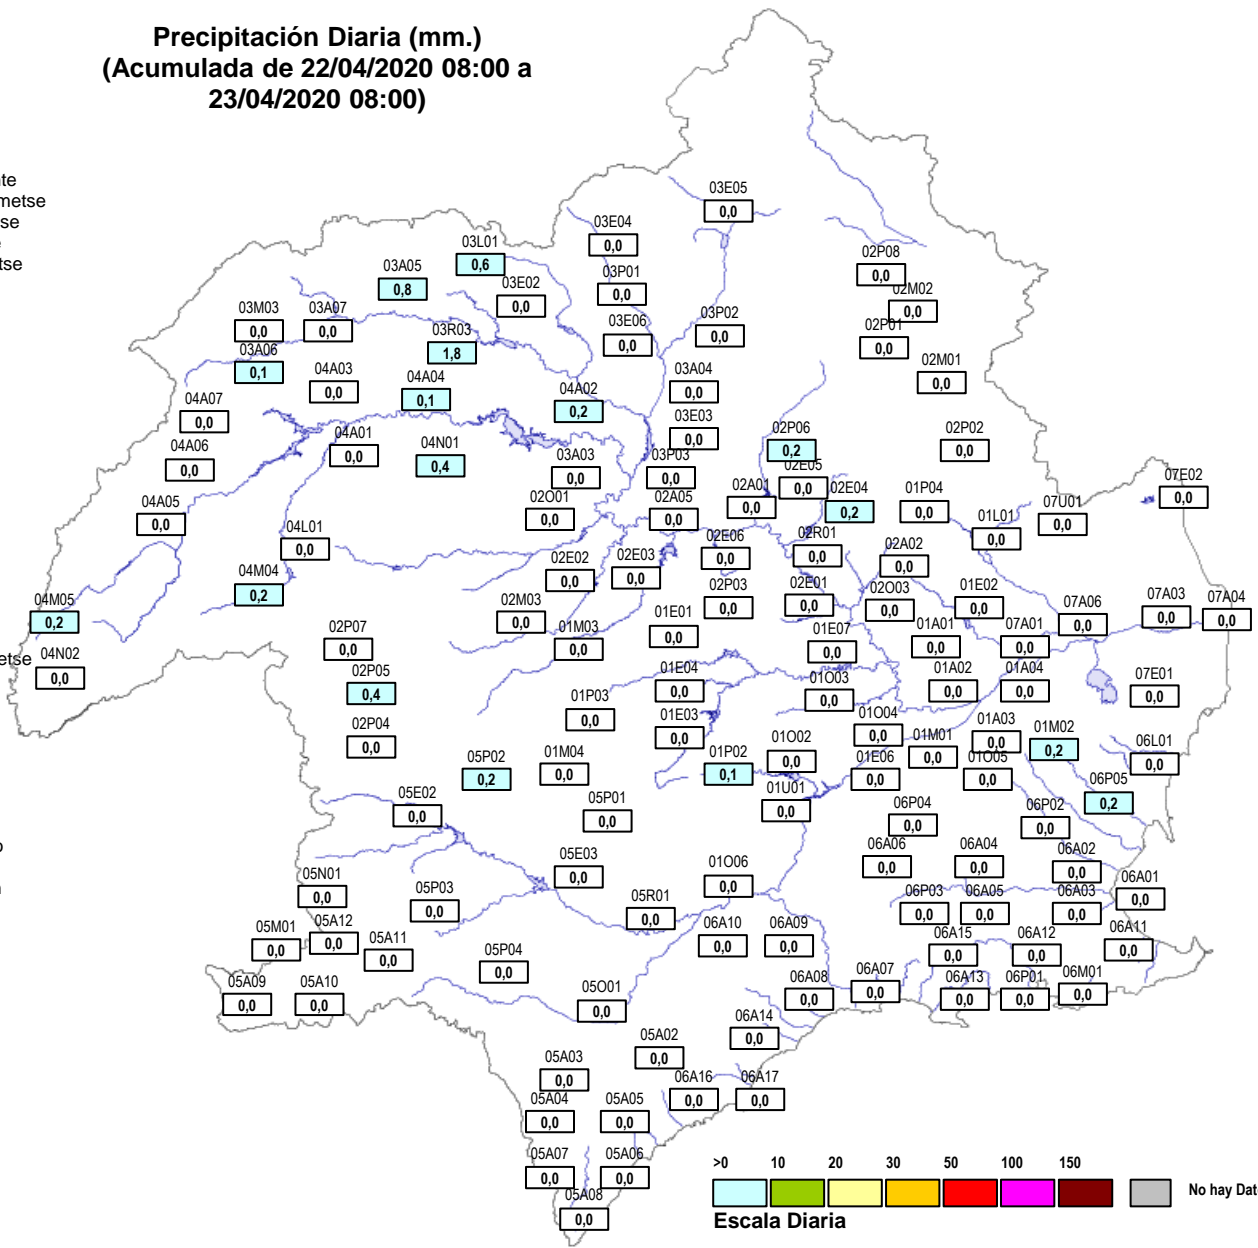 Precipitación Diaria (mm.)
(Acumulada de 22/04/2020 08:00 a
23/04/2020 08:00)
nte
metse
se
e
tse
03E05
0,0
03E04
0,0
03L01
0,6
02P08
0,0
03A05
0,8
03P01
0,0
03E02
0,0
02M02
0,0
03M03
0,0
03A07
0,0
03P02
0,0
03E06
0,0
03R03
1,8
02P01
0,0
03A06
0,1
02M01
0,0
04A03
0,0
04A04
0,1
03A04
0,0
04A02
0,2
04A07
0,0
03E03
0,0
02P06
0,2
02P02
0,0
04A01
0,0
04N01
0,4
04A06
0,0
03A03
0,0
03P03
0,0
02E05
0,0
07E02
0,0
02A01
0,0
02E04
0,2
01P04
0,0
04A05
0,0
02O01
0,0
02A05
0,0
07U01
0,0
01L01
0,0
04L01
0,0
02R01
0,0
02E06
0,0
02A02
0,0
02E02
0,0
02E03
0,0
04M04
0,2
02P03
0,0
02E01
0,0
02O03
0,0
01E02
0,0
07A03
0,0
07A04
0,0
04M05
0,2
02M03
0,0
07A06
0,0
01E01
0,0
02P07
0,0
01M03
0,0
01E07
0,0
01A01
0,0
07A01
0,0
etse
04N02
0,0
02P05
0,4
01E04
0,0
01O03
0,0
01A02
0,0
01A04
0,0
07E01
0,0
01P03
0,0
02P04
0,0
01E03
0,0
01O04
0,0
01A03
0,0
01M02
0,2
05P02
0,2
01M04
0,0
01P02
0,1
01O02
0,0
01M01
0,0
01E06
0,0
01O05
0,0
06L01
0,0
05E02
0,0
05P01
0,0
01U01
0,0
06P05
0,2
06P04
0,0
06P02
0,0
o
05E03
0,0
06A06
0,0
06A04
0,0
06A02
0,0
05N01
0,0
01O06
0,0
06A01
0,0
05P03
0,0
05R01
0,0
06P03
0,0
06A05
0,0
06A03
0,0
05M01
0,0
05A12
0,0
06A10
0,0
06A09
0,0
06A11
0,0
05A11
0,0
06A15
0,0
06A12
0,0
05P04
0,0
05A09
0,0
05A10
0,0
05O01
0,0
06A08
0,0
06A07
0,0
06A13
0,0
06P01
0,0
06M01
0,0
06A14
0,0
05A02
0,0
05A03
0,0
06A16
0,0
06A17
0,0
05A04
0,0
05A05
0,0
05A07
0,0
05A06
0,0
05A08
0,0
>0 10 20 30 50 100 150
No hay Dat
Escala Diaria